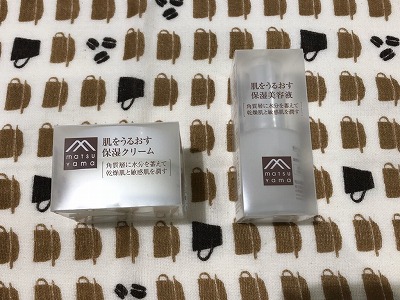 肌をうるおす
保湿クリーム
角質層に水分を蓄えて
乾燥肌と敏感肌を潤す
matsu
yama
肌をうるおす
保湿美容液
角質層に水分を蓄えて
乾燥肌と敏感肌を潤す
matsu
yama